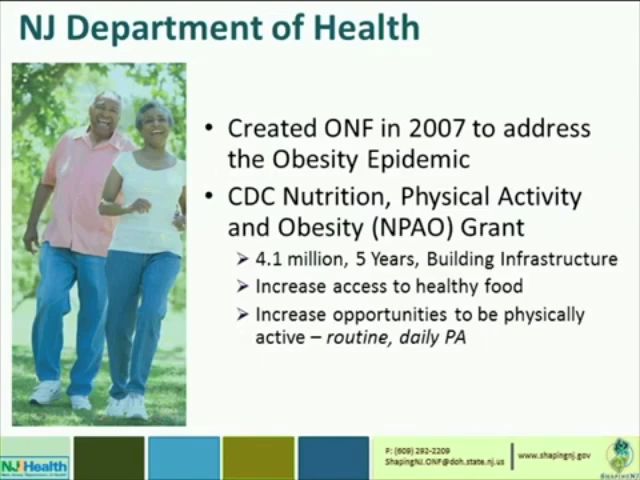 NJ Department of Health
• Created ONF in 2007 to address
the Obesity Epidemic
• CDC Nutrition, Physical Activity
and Obesity (NPAO) Grant
➢ 4.1 million, 5 Years, Building Infrastructure
➢ Increase access to healthy food
➢ Increase opportunities to be physically
active – routine, daily PA
NJ Health
P: (609) 292-2209
ShapingNJ.ONF@doh.state.nj.us
www.shapingnj.gov
SHAPINGNJ